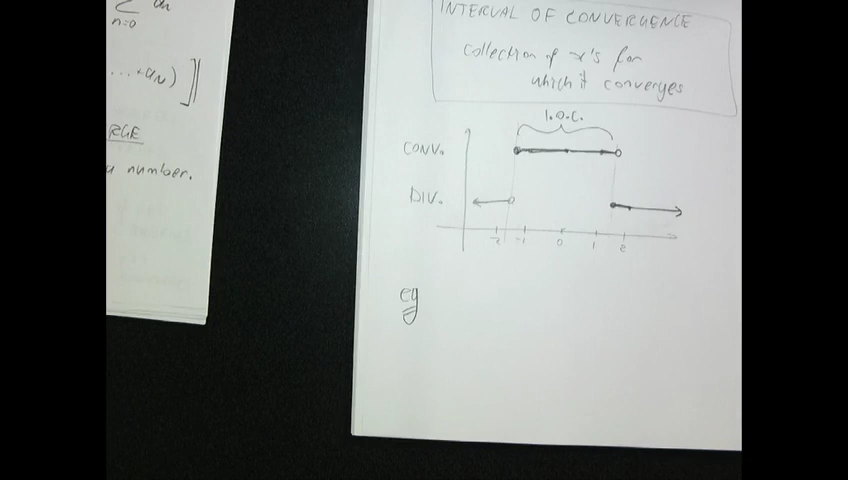 ∑ an
n=0
...+aN) ]
RGE
a number.
INTERVAL OF CONVERGENCE
collection of x's for
which it converges
I.O.C.
CONV.
DIV.
-2 -1 0 1 2
eg